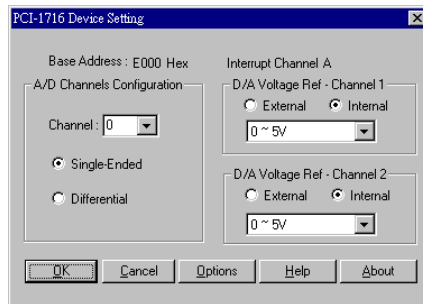 PCI-1716 Device Setting
Base Address : E000 Hex
Interrupt Channel A
A/D Channels Configuration
Channel : 0
Single-Ended
Differential
D/A Voltage Ref - Channel 1
External Internal
0 ~ 5V
D/A Voltage Ref - Channel 2
External Internal
0 ~ 5V
OK Cancel Options Help About